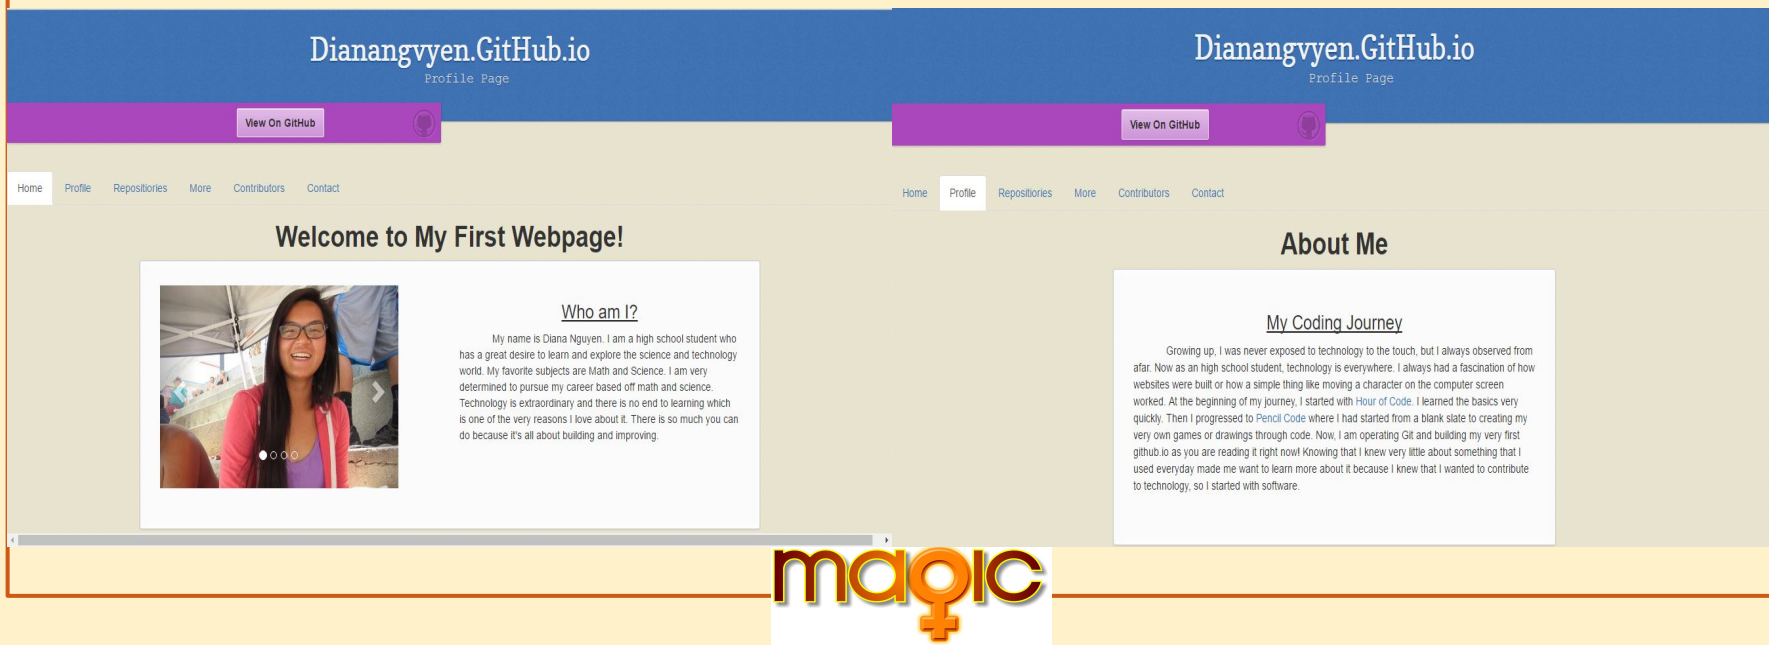 Dianangvyen.GitHub.io
Profile Page
View On GitHub
Home Profile Repositiories More Contributors Contact
Welcome to My First Webpage!
Who am I?
My name is Diana Nguyen. I am a high school student who
has a great desire to learn and explore the science and technology
world. My favorite subjects are Math and Science. I am very
determined to pursue my career based off math and science.
Technology is extraordinary and there is no end to learning which
is one of the very reasons I love about it. There is so much you can
do because it's all about building and improving.
Dianangvyen.GitHub.io
Profile Page
View On GitHub
Home Profile Repositiories More Contributors Contact
About Me
My Coding Journey
Growing up, I was never exposed to technology to the touch, but I always observed from
afar. Now as an high school student, technology is everywhere. I always had a fascination of how
websites were built or how a simple thing like moving a character on the computer screen
worked. At the beginning of my journey, I started with Hour of Code. I learned the basics very
quickly. Then I progressed to Pencil Code where I had started from a blank slate to creating my
very own games or drawings through code. Now, I am operating Git and building my very first
github.io as you are reading it right now! Knowing that I knew very little about something that I
used everyday made me want to learn more about it because I knew that I wanted to contribute
to technology, so I started with software.
magic